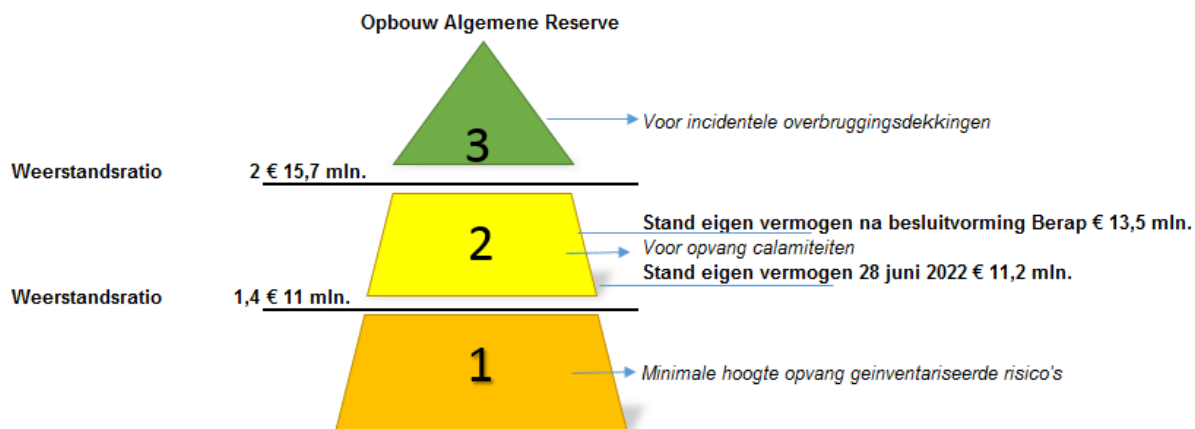 Opbouw Algemene Reserve
3
Voor incidentele overbruggingsdekkingen
Weerstandsratio 2 € 15,7 mln.
2
Stand eigen vermogen na besluitvorming Berap € 13,5 mln.
Voor opvang calamiteiten
Stand eigen vermogen 28 juni 2022 € 11,2 mln.
Weerstandsratio 1,4 € 11 mln.
1
Minimale hoogte opvang geinventariseerde risico's